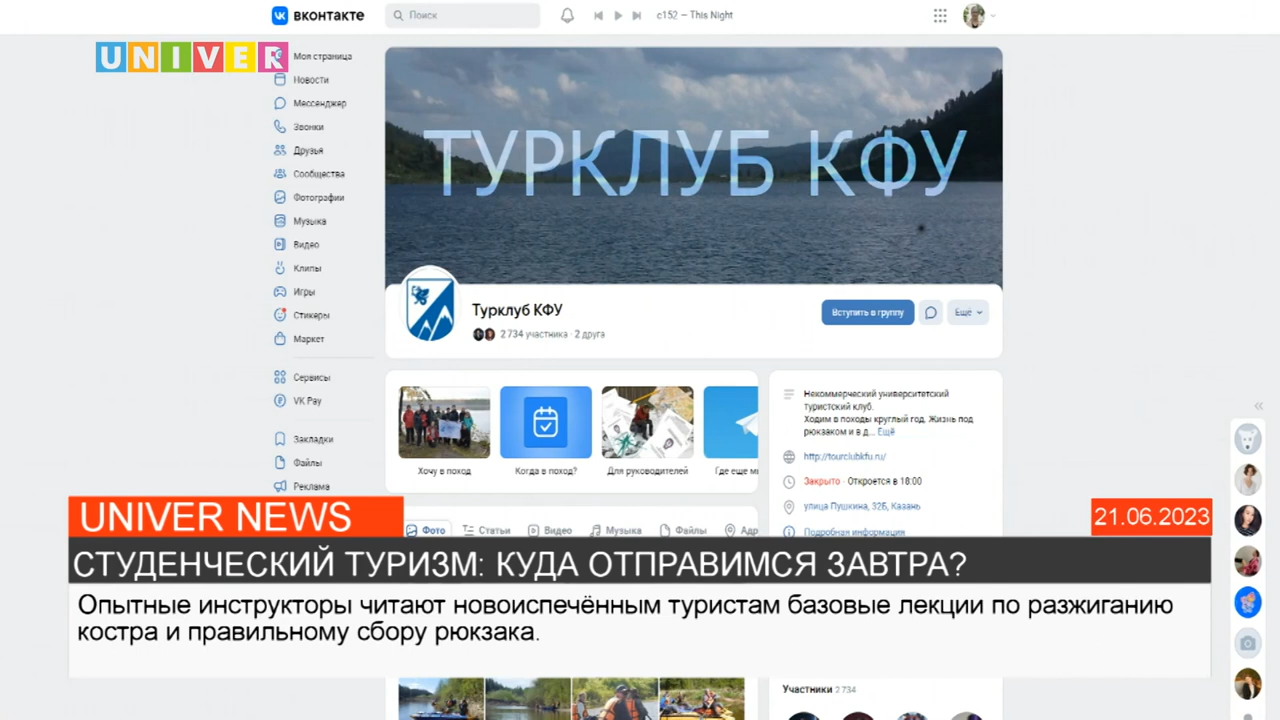 ВКОНТАКТЕ
Поиск
c152 – This Night
UNIVER
Моя страница
Новости
Мессенджер
Звонки
Друзья
Сообщества
Фотографии
Музыка
Видео
Клипы
Игры
Стикеры
Маркет
Сервисы
VK Pay
Закладки
Файлы
Реклама
ТУРКЛУБ КФУ
Турклуб КФУ
2 734 участника · 2 друга
Вступить в группу
Ещё
Хочу в поход
Когда в поход?
Для руководителей
Где еще мы
Некоммерческий университетский
туристский клуб.
Ходим в походы круглый год. Жизнь под
рюкзаком и в д... Ещё
http://tourclubkfu.ru/
Закрыто · Откроется в 18:00
улица Пушкина, 32Б, Казань
Подробная информация
Фото
Статьи
Видео
Музыка
Файлы
Адр
UNIVER NEWS
21.06.2023
СТУДЕНЧЕСКИЙ ТУРИЗМ: КУДА ОТПРАВИМСЯ ЗАВТРА?
Опытные инструкторы читают новоиспечённым туристам базовые лекции по разжиганию
костра и правильному сбору рюкзака.
Участники 2 734